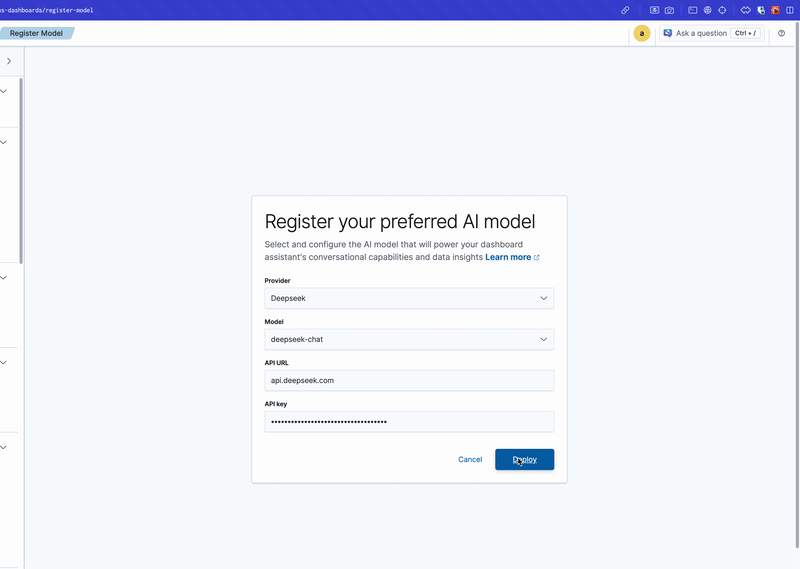 s-dashboards/register-model
Register Model
a
Ask a question
Ctrl + /
Register your preferred AI model
Select and configure the AI model that will power your dashboard
assistant's conversational capabilities and data insights Learn more
Provider
Deepseek
Model
deepseek-chat
API URL
api.deepseek.com
API key
••••••••••••••••••••••••••••••••••••
Cancel
Deploy